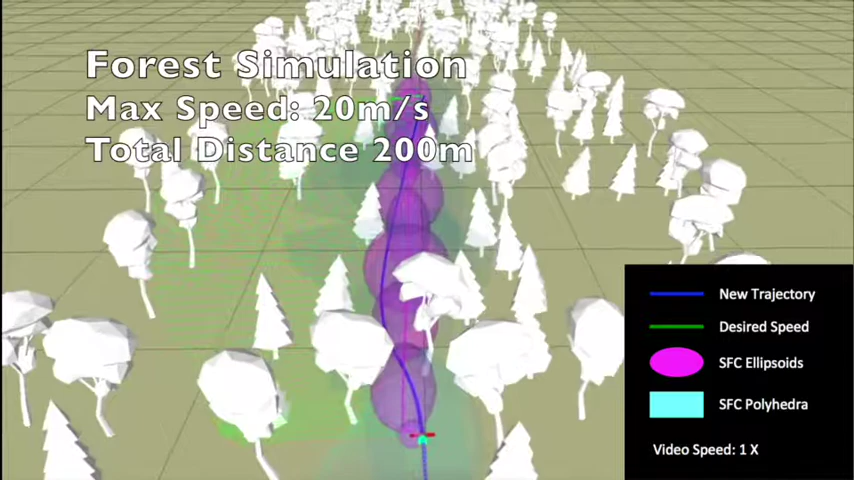 Forest Simulation
Max Speed: 20m/s
Total Distance 200m
New Trajectory
Desired Speed
SFC Ellipsoids
SFC Polyhedra
Video Speed: 1 X